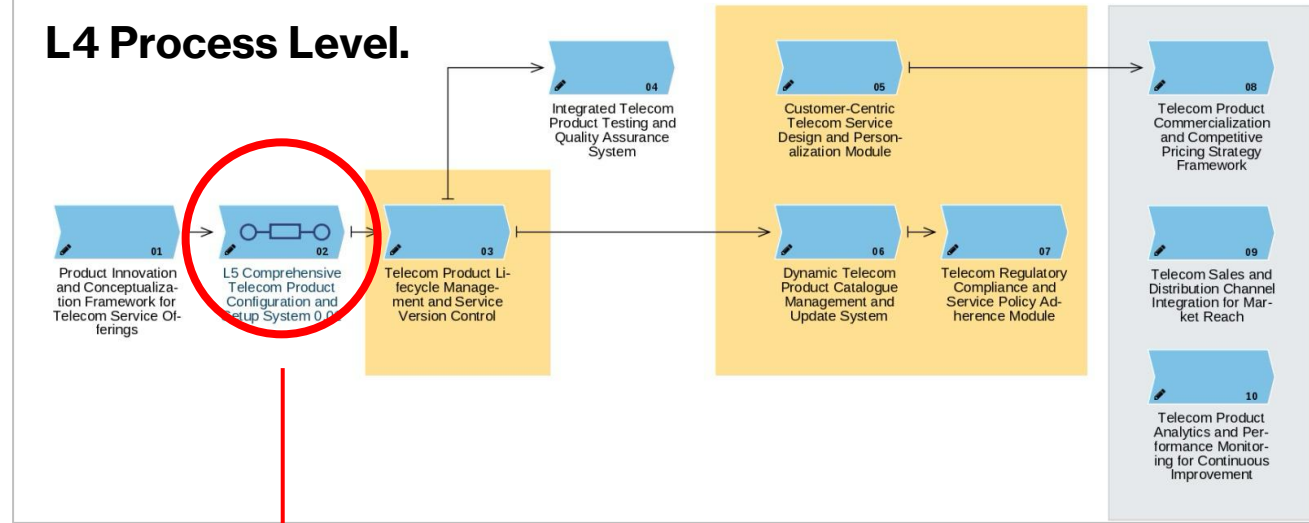 L4 Process Level.
04
Integrated Telecom
Product Testing and
Quality Assurance
System
05
Customer-Centric
Telecom Service
Design and Person-
alization Module
08
Telecom Product
Commercialization
and Competitive
Pricing Strategy
Framework
01
Product Innovation
and Conceptualiza-
tion Framework for
Telecom Service Of-
ferings
02
L5 Comprehensive
Telecom Product
Configuration and
Setup System
03
Telecom Product Li-
fecycle Manage-
ment and Service
Version Control
06
Dynamic Telecom
Product Catalogue
Management and
Update System
07
Telecom Regulatory
Compliance and
Service Policy Ad-
herence Module
09
Telecom Sales and
Distribution Channel
Integration for Mar-
ket Reach
10
Telecom Product
Analytics and Per-
formance Monitor-
ing for Continuous
Improvement